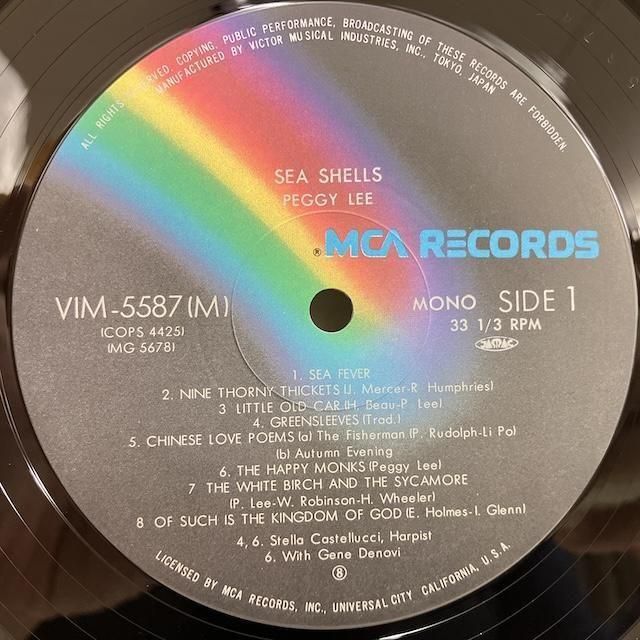 ALL RIGHTS RESERVED. COPYING, PUBLIC PERFORMANCE, BROADCASTING OF THESE RECORDS ARE FORBIDDEN.
MANUFACTURED BY VICTOR MUSICAL INDUSTRIES, INC., TOKYO, JAPAN
SEA SHELLS
PEGGY LEE
® MCA RECORDS
VIM-5587(M)
(COPS 4425)
(MG 5678)
MONO SIDE 1
33 1/3 RPM
JASRAC
1. SEA FEVER
2. NINE THORNY THICKETS(J. Mercer-R Humphries)
3 LITTLE OLD CAR(H. Beau-P Lee)
4. GREENSLEEVES(Trad.)
5. CHINESE LOVE POEMS (a) The Fisherman (P. Rudolph-Li Po)
(b) Autumn Evening
6. THE HAPPY MONKS (Peggy Lee)
7 THE WHITE BIRCH AND THE SYCAMORE
(P. Lee-W. Robinson-H. Wheeler)
8 OF SUCH IS THE KINGDOM OF GOD (E. Holmes-I. Glenn)
4, 6. Stella Castellucci, Harpist
6. With Gene Denovi
⑧
LICENSED BY MCA RECORDS, INC., UNIVERSAL CITY, CALIFORNIA, U.S.A.